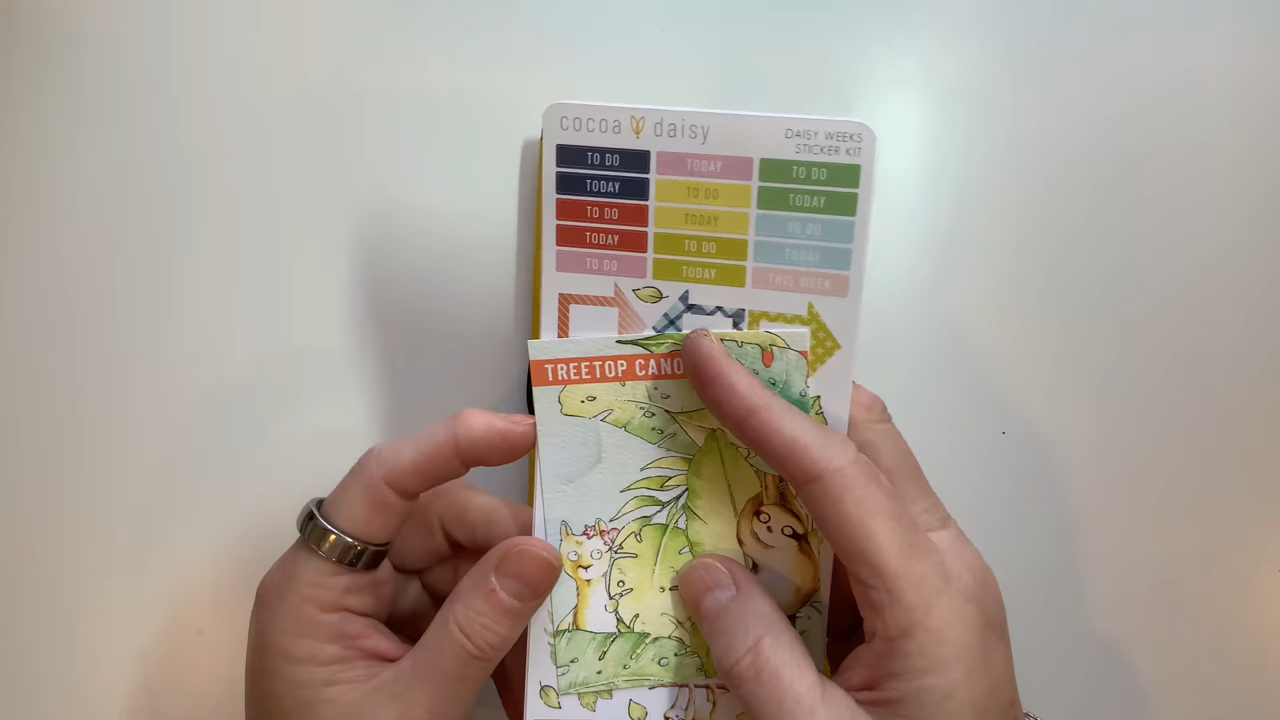 cocoa daisy
DAISY WEEKS
STICKER KIT
TO DO TODAY TO DO
TODAY TO DO TODAY
TO DO TODAY TO DO
TODAY TO DO TODAY
TO DO TODAY THIS WEEK
TREETOP CANO